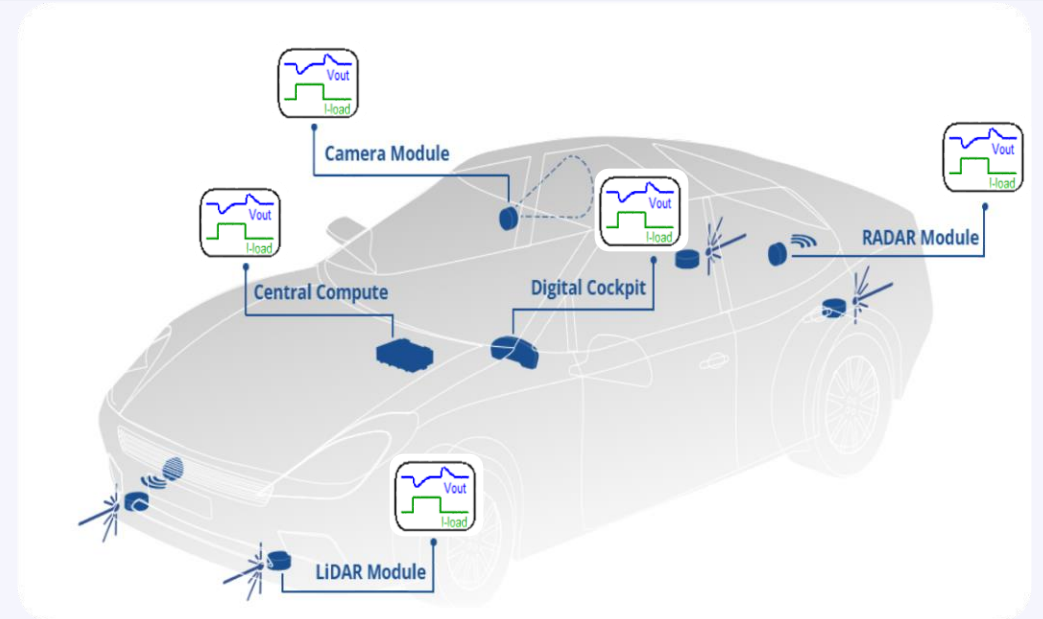 Vout
I-load
Camera Module
Vout
I-load
RADAR Module
Vout
I-load
Central Compute
Vout
I-load
Digital Cockpit
Vout
I-load
LiDAR Module